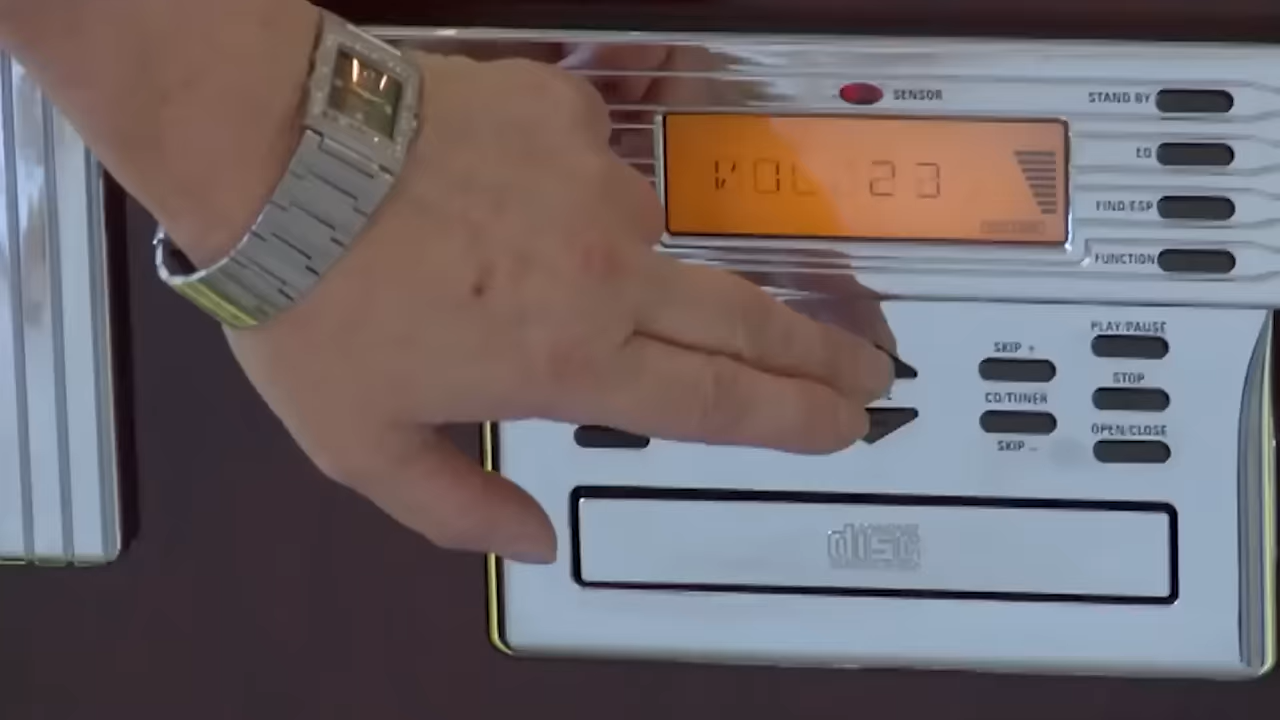 SENSOR
STAND BY
VOL 23
EQ
FIND/ESP
FUNCTION
PLAY/PAUSE
SKIP +
STOP
CD/TUNER
OPEN/CLOSE
SKIP -
disc